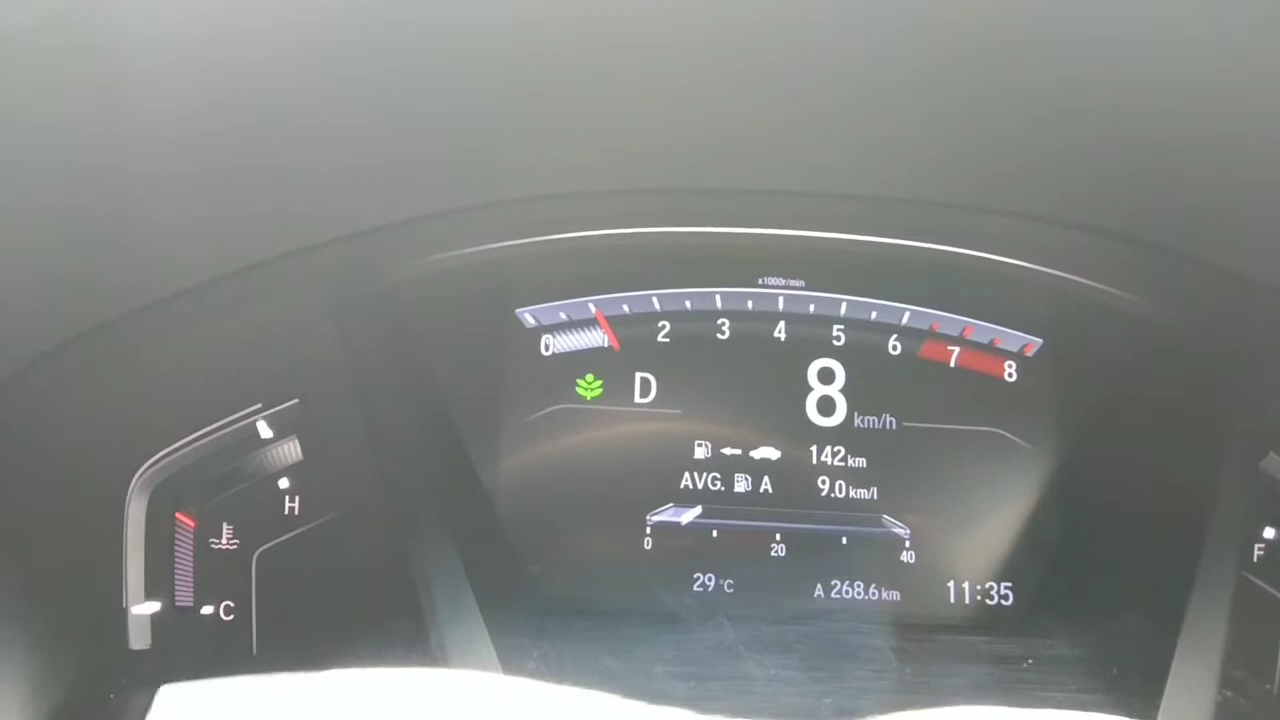 x1000r/min
0 1 2 3 4 5 6 7 8
D 8 km/h
142 km
AVG. A 9.0 km/l
0 20 40
29 °C A 268.6 km 11:35
H
C
F